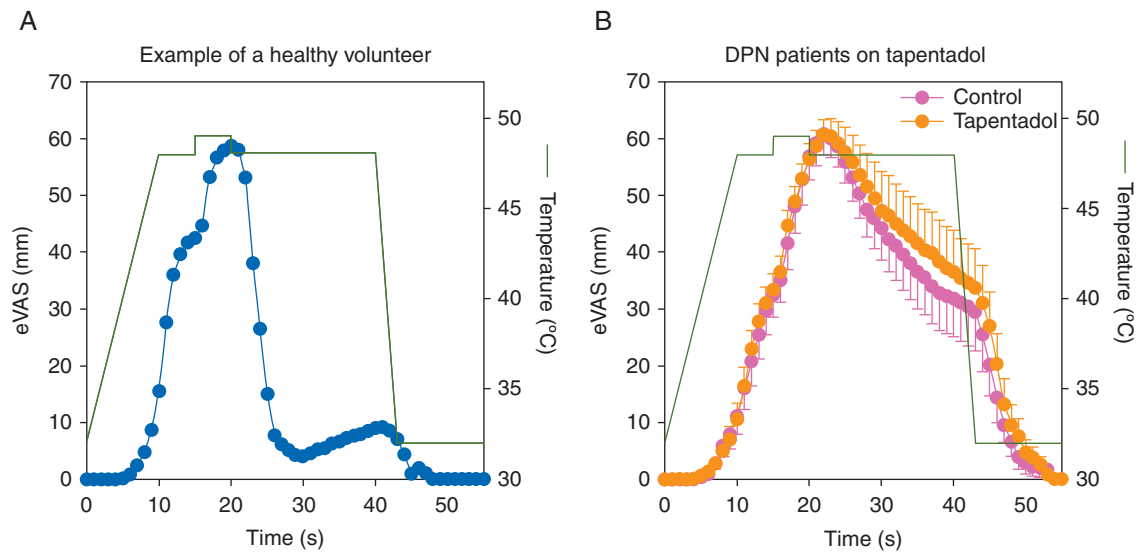 A
Example of a healthy volunteer
70
60
50
40
30
20
10
0
eVAS (mm)
50
45
40
35
30
Temperature (ºC)
0 10 20 30 40 50
Time (s)
B
DPN patients on tapentadol
Control
Tapentadol
70
60
50
40
30
20
10
0
eVAS (mm)
50
45
40
35
30
Temperature (ºC)
0 10 20 30 40 50
Time (s)